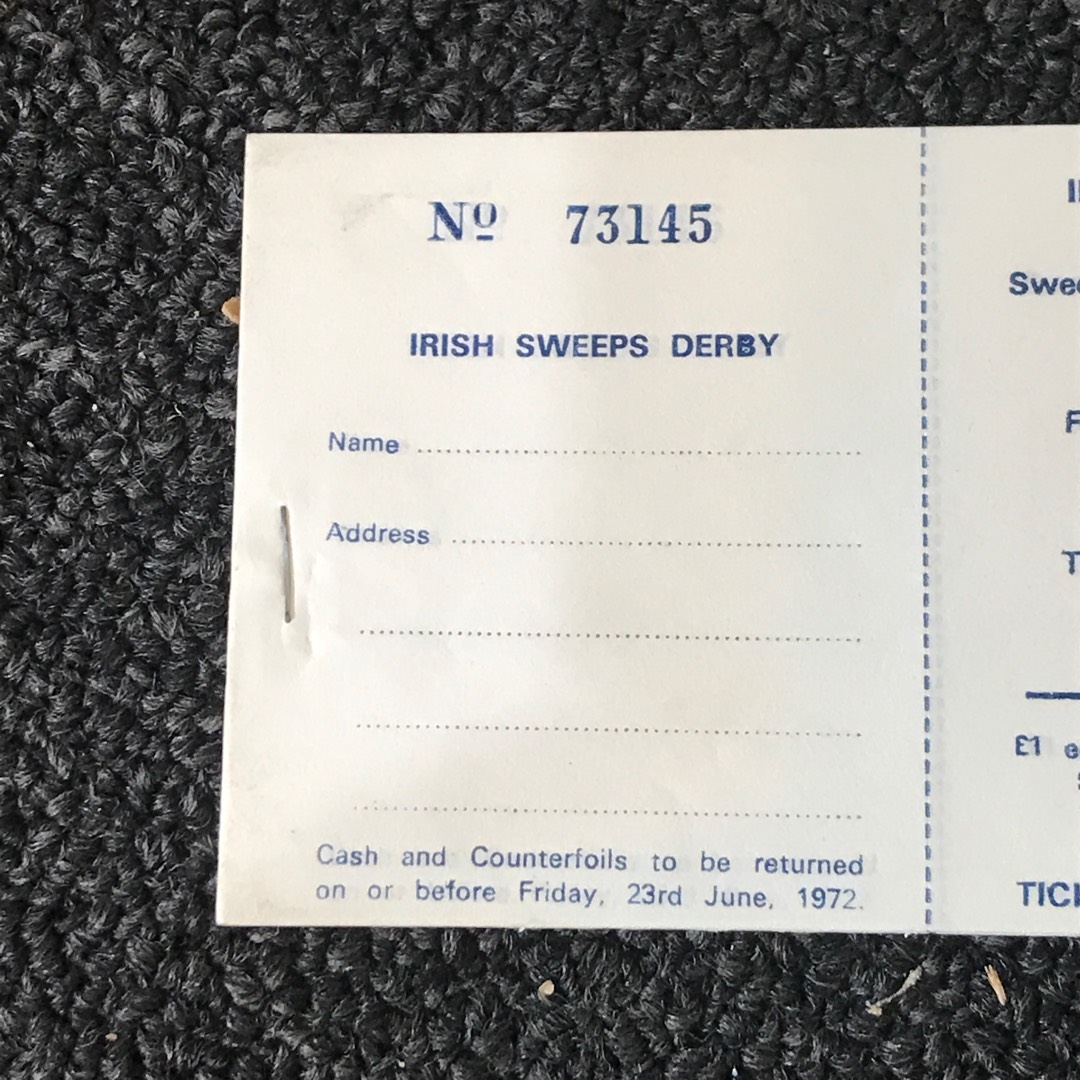 Nº 73145
IRISH SWEEPS DERBY
Name
Address
Cash and Counterfoils to be returned
on or before Friday, 23rd June, 1972.
£1